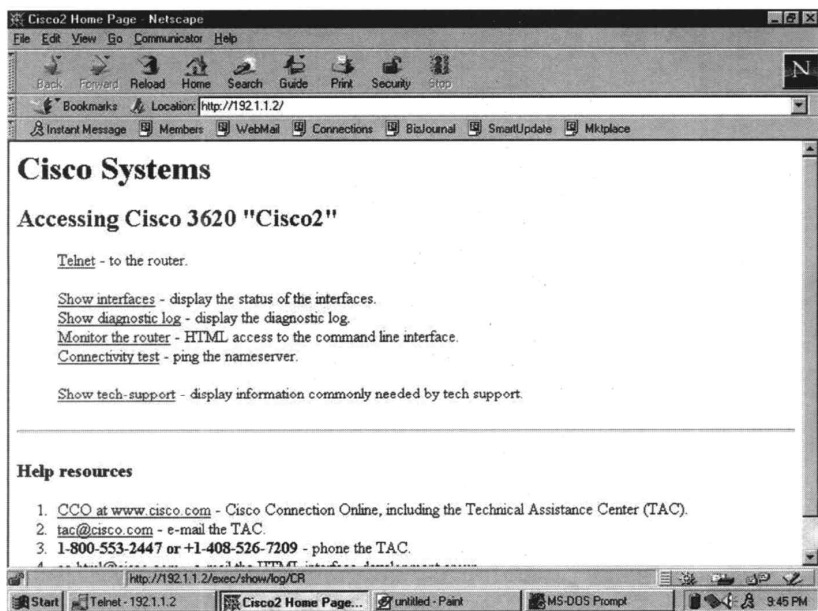 Cisco2 Home Page - Netscape
File Edit View Go Communicator Help
Back Forward Reload Home Search Guide Print Security Stop
N
Bookmarks Location: http://192.1.1.2/
Instant Message Members WebMail Connections BizJournal SmartUpdate Mktplace
Cisco Systems
Accessing Cisco 3620 "Cisco2"
Telnet - to the router.
Show interfaces - display the status of the interfaces.
Show diagnostic log - display the diagnostic log.
Monitor the router - HTML access to the command line interface.
Connectivity test - ping the nameserver.
Show tech-support - display information commonly needed by tech support.
Help resources
1. CCO at www.cisco.com - Cisco Connection Online, including the Technical Assistance Center (TAC).
2. tac@cisco.com - e-mail the TAC.
3. 1-800-553-2447 or +1-408-526-7209 - phone the TAC.
http://192.1.1.2/exec/show/log/CR
Start Telnet - 192.1.1.2 Cisco2 Home Page... untitled - Paint MS-DOS Prompt 9:45 PM